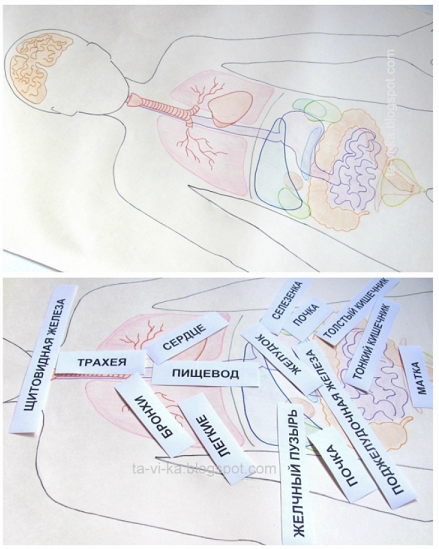 blogspot.com
ЩИТОВИДНАЯ ЖЕЛЕЗА
ТРАХЕЯ
СЕРДЦЕ
ПИЩЕВОД
БРОНХИ
ЛЕГКИЕ
СЕЛЕЗЕНКА
ПОЧКА
ЖЕЛУДОК
ТОЛСТЫЙ КИШЕЧНИК
ТОНКИЙ КИШЕЧНИК
ПОДЖЕЛУДОЧНАЯ ЖЕЛЕЗА
МАТКА
ЖЕЛЧНЫЙ ПУЗЫРЬ
ПОЧКА
ta-vi-ka.blogspot.com